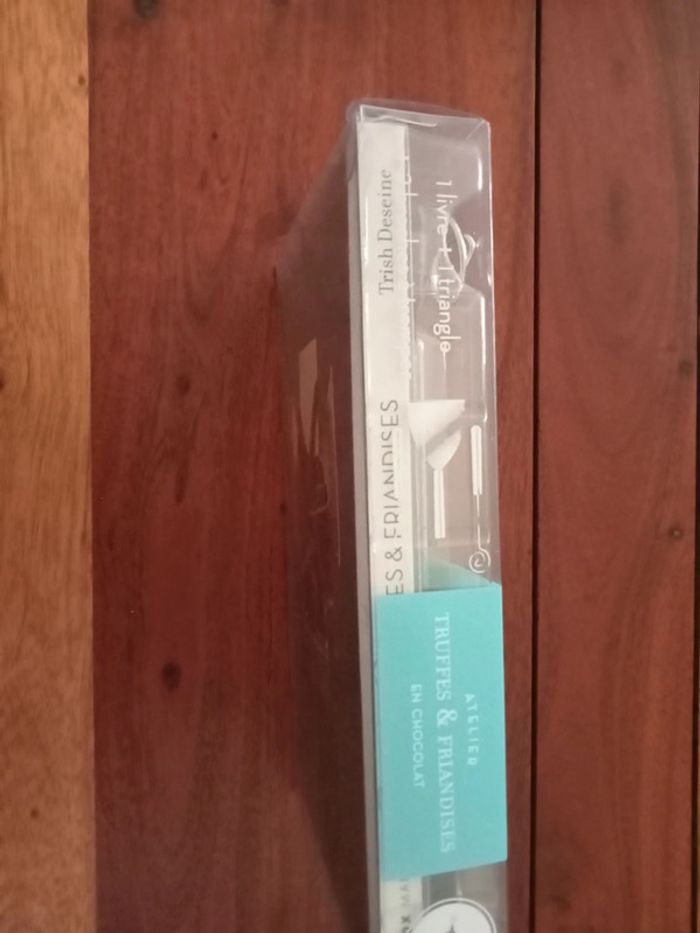 1 livre + 1 triangle
Trish Deseine
ES & FRIANDISES
ATELIER
TRUFFES & FRIANDISES
EN CHOCOLAT